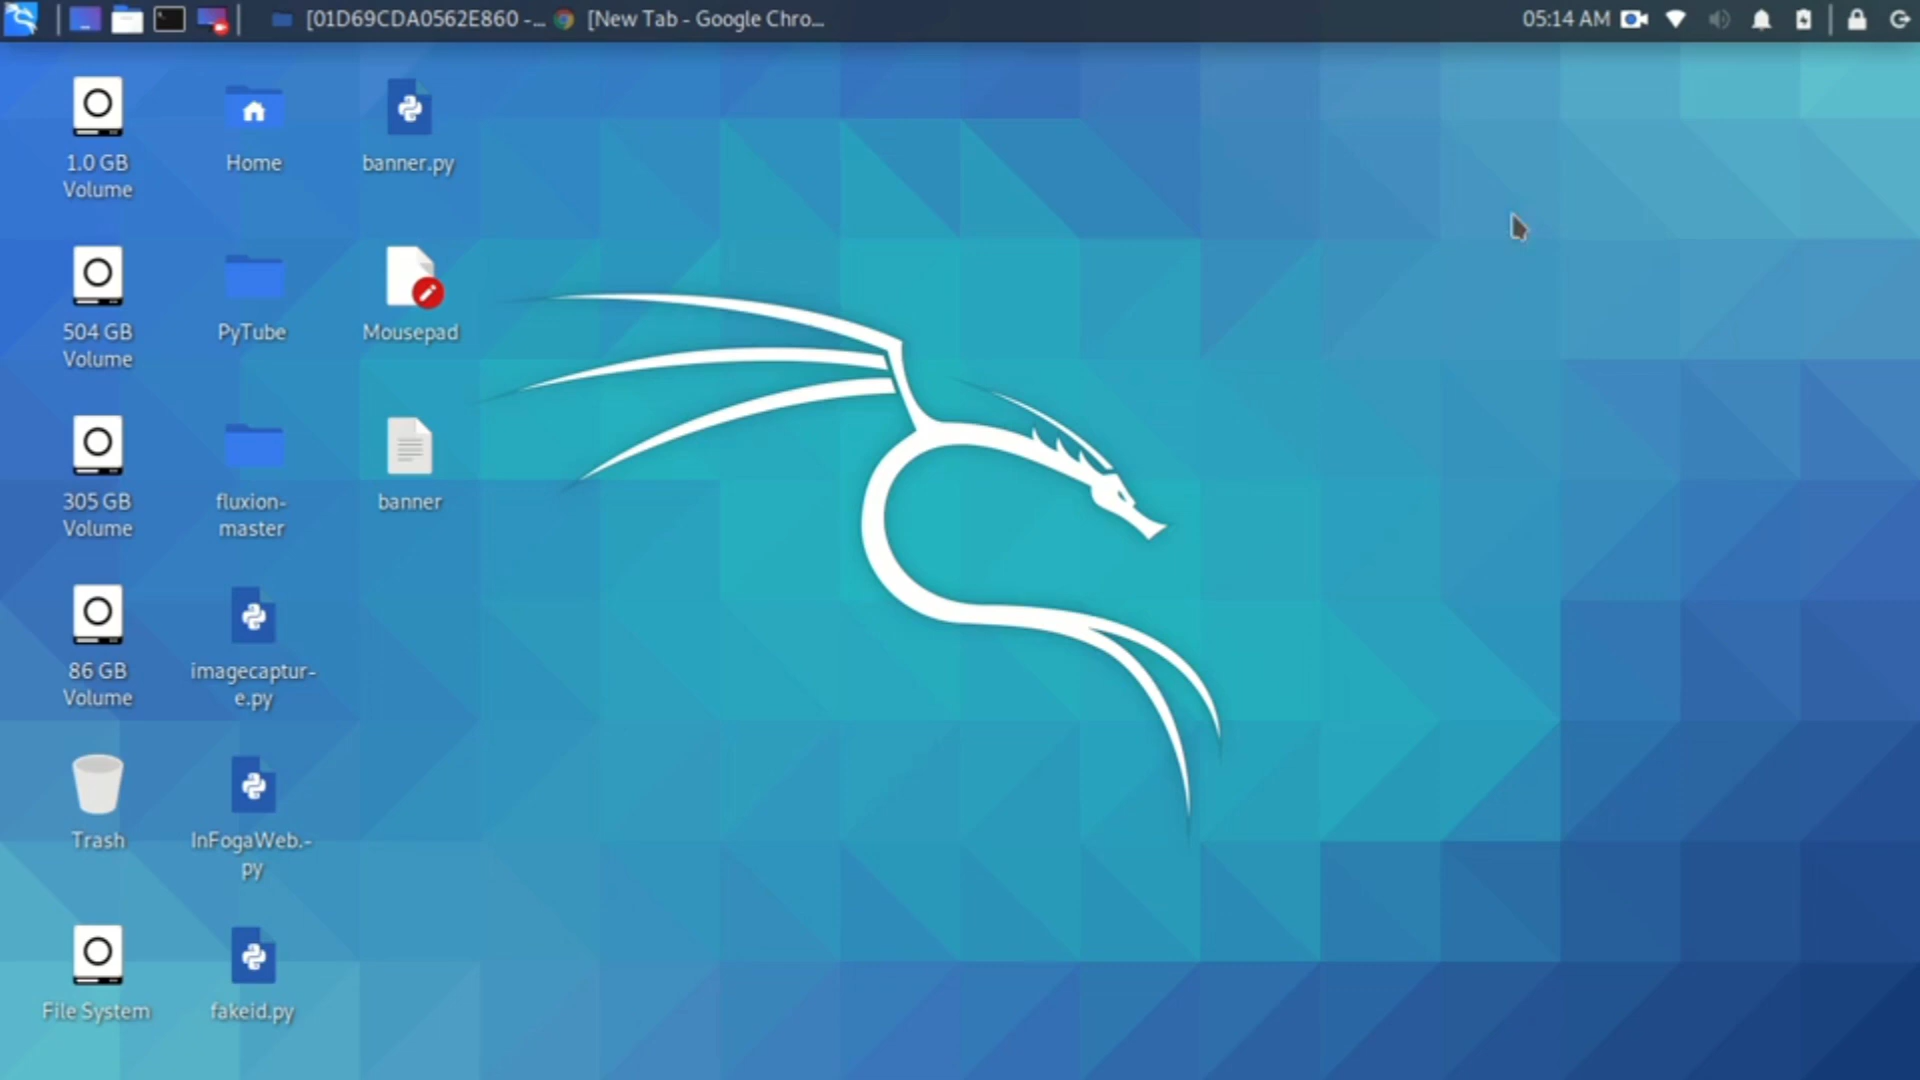 [01D69CDA0562E860 -... [New Tab - Google Chro... 05:14 AM
1.0 GB
Volume
Home
banner.py
504 GB
Volume
PyTube
Mousepad
305 GB
Volume
fluxion-
master
banner
86 GB
Volume
imagecaptur-
e.py
Trash
InFogaWeb.-
py
File System
fakeid.py